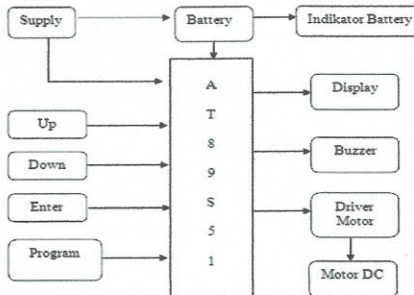 Supply
Battery
Indikator Battery
A
T
8
9
S
5
1
Up
Down
Enter
Program
Display
Buzzer
Driver
Motor
Motor DC